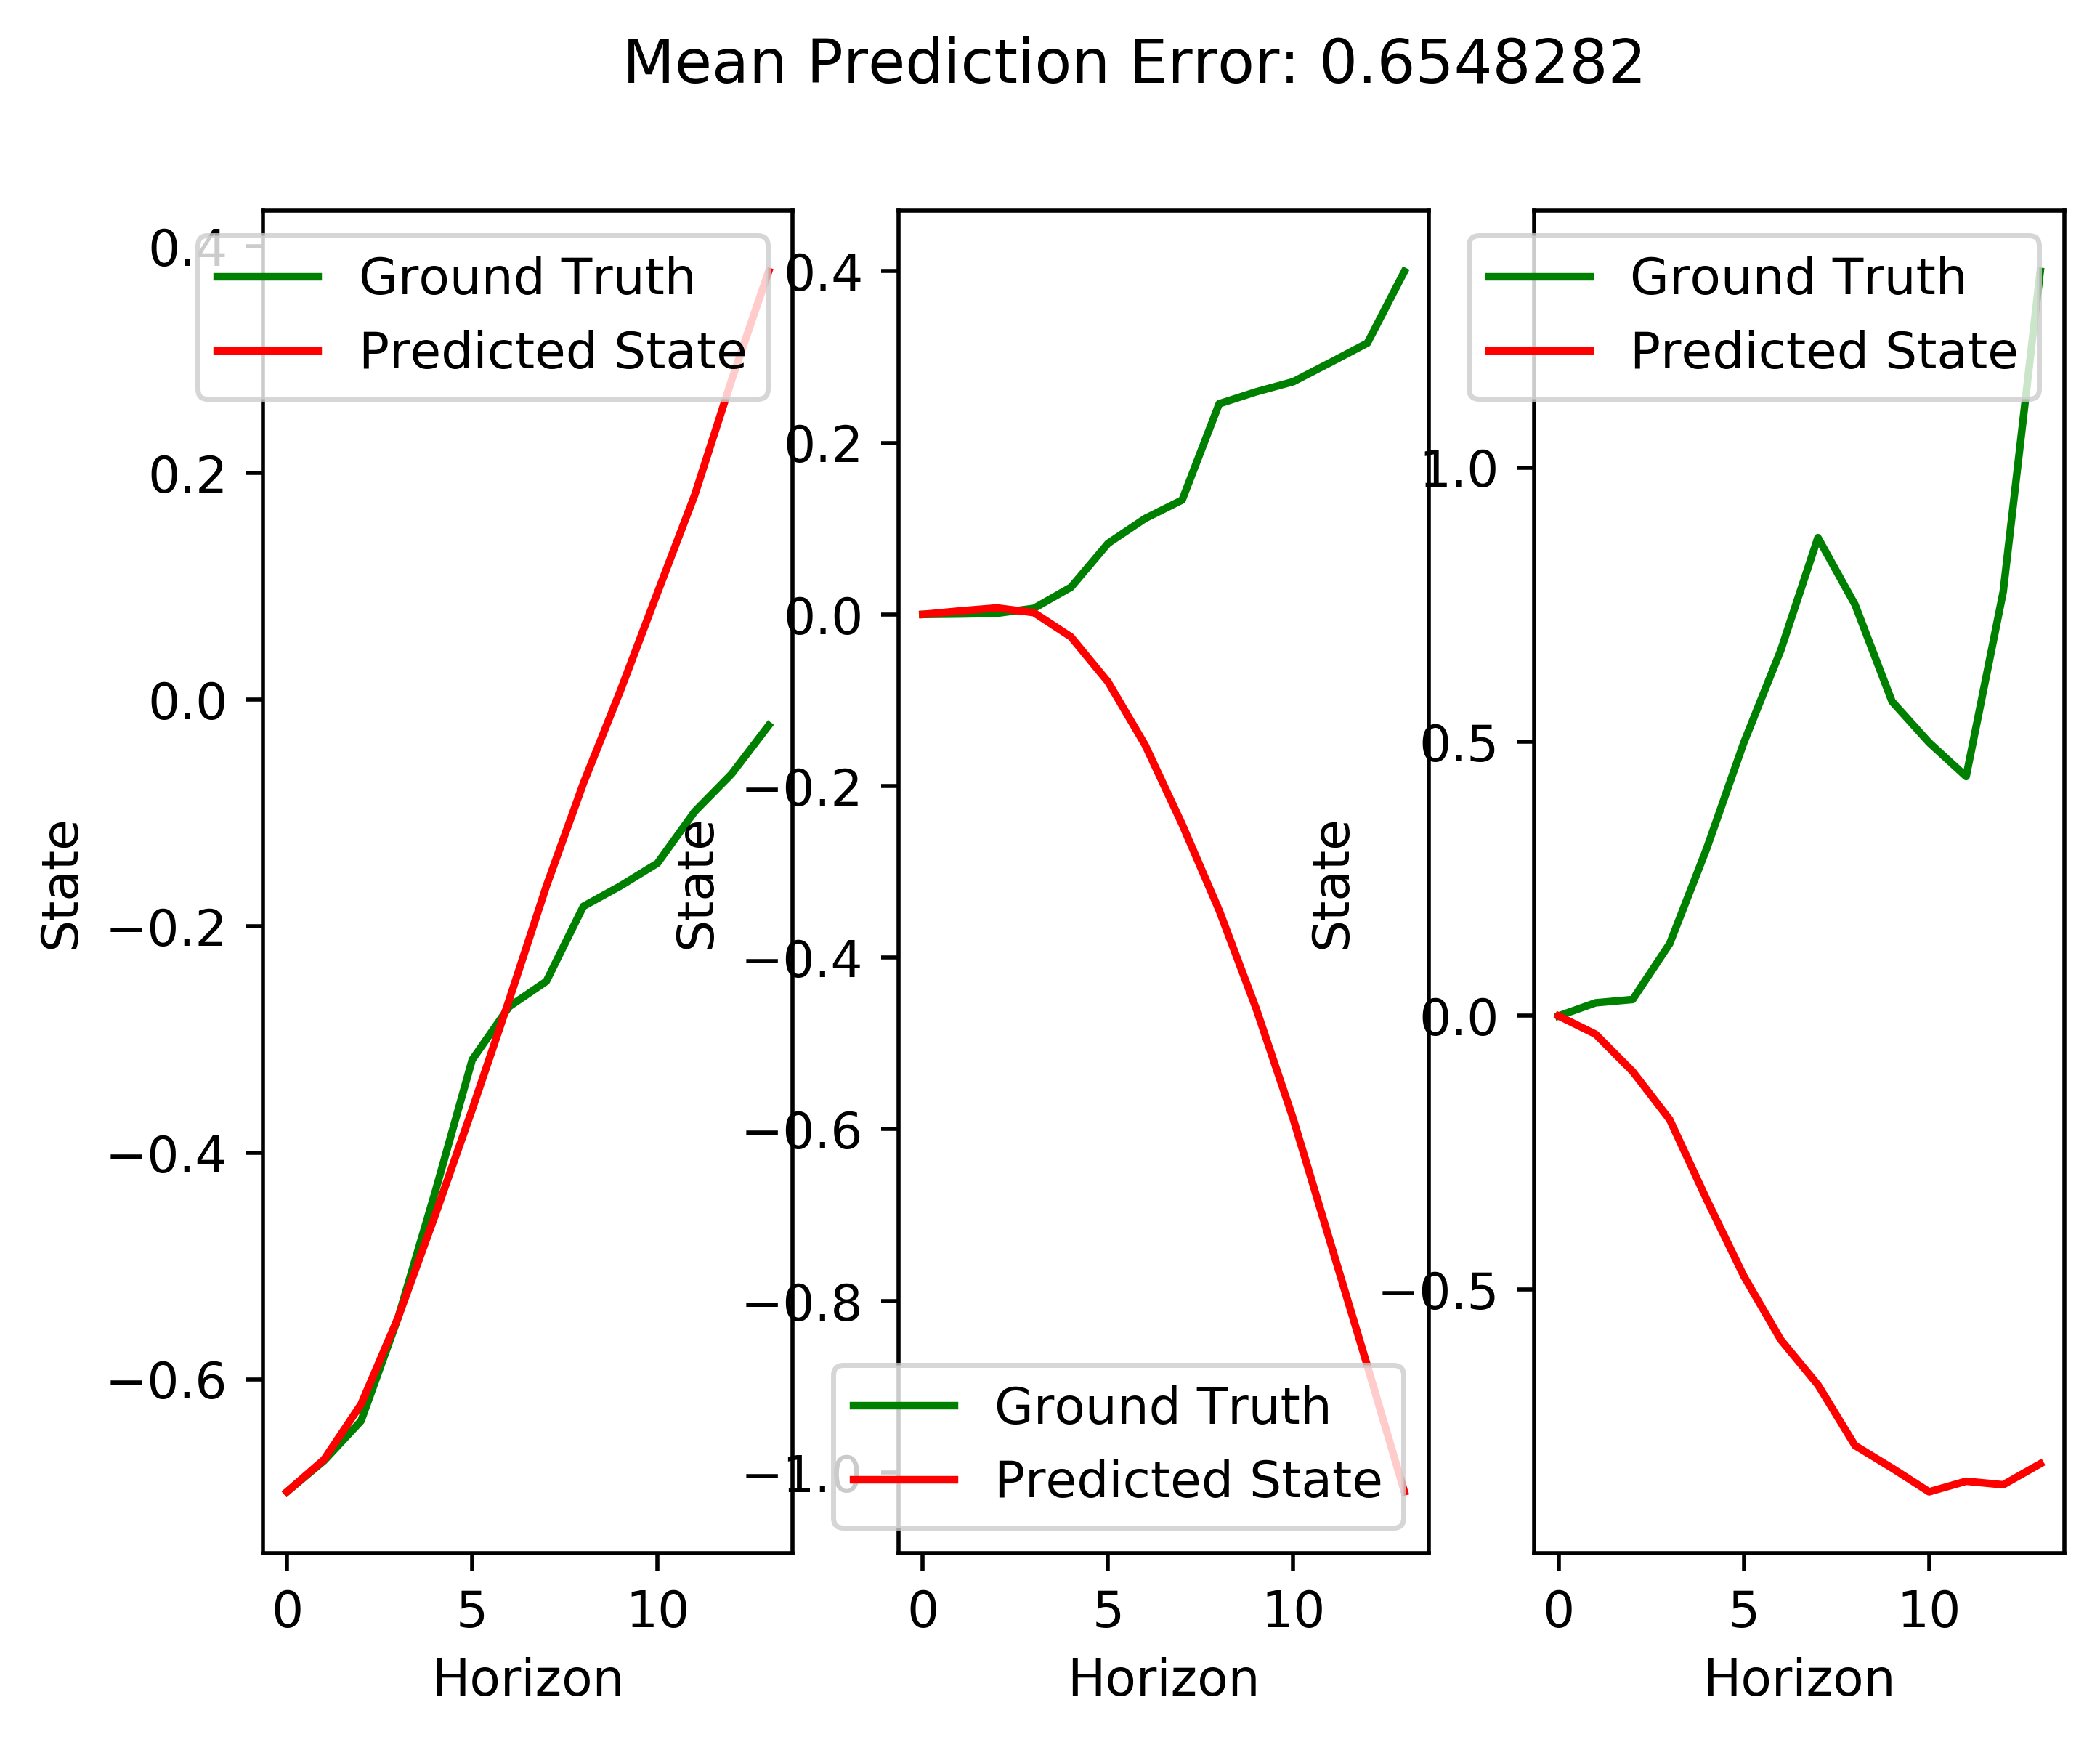 Mean Prediction Error: 0.6548282
0.4
0.2
0.0
−0.2
−0.4
−0.6
State
Ground Truth
Predicted State
0 5 10
Horizon
0.4
0.2
0.0
−0.2
−0.4
−0.6
−0.8
−1.0
State
Ground Truth
Predicted State
0 5 10
Horizon
1.0
0.5
0.0
−0.5
State
Ground Truth
Predicted State
0 5 10
Horizon